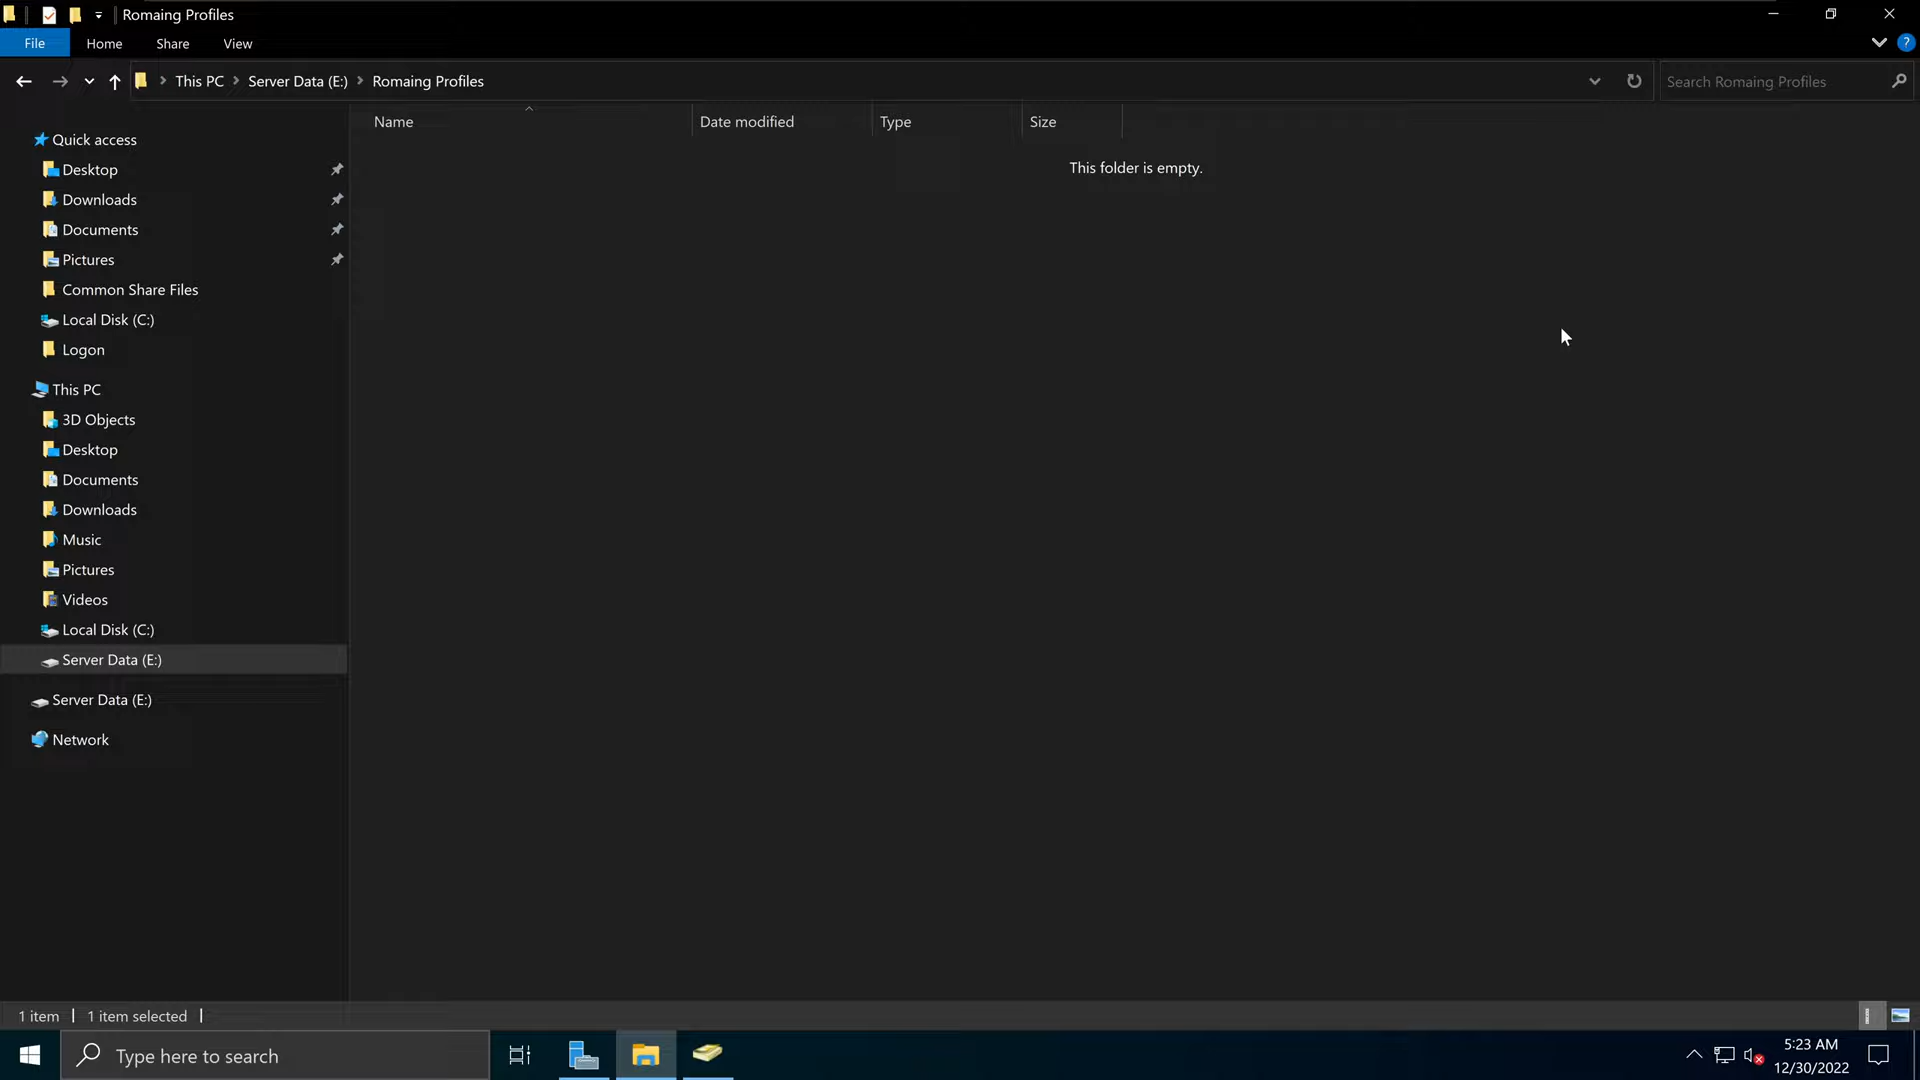 Romaing Profiles
File Home Share View
This PC Server Data (E:) Romaing Profiles
Search Romaing Profiles
Name Date modified Type Size
This folder is empty.
Quick access
Desktop
Downloads
Documents
Pictures
Common Share Files
Local Disk (C:)
Logon
This PC
3D Objects
Desktop
Documents
Downloads
Music
Pictures
Videos
Local Disk (C:)
Server Data (E:)
Server Data (E:)
Network
1 item 1 item selected
Type here to search
5:23 AM
12/30/2022